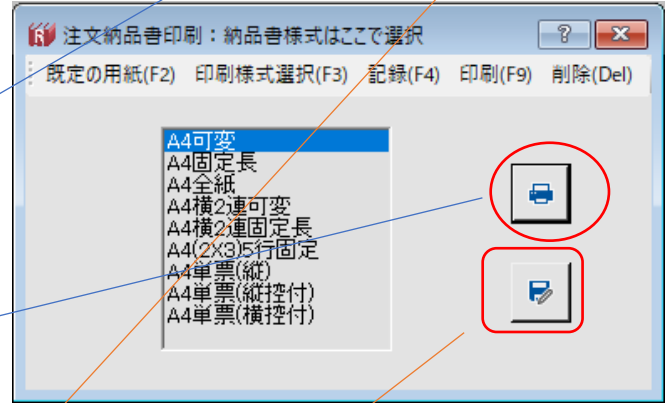 注文納品書印刷：納品書様式はここで選択
既定の用紙(F2) 印刷様式選択(F3) 記録(F4) 印刷(F9) 削除(Del)
A4可変
A4固定長
A4全紙
A4横2連可変
A4横2連固定長
A4(2X3)5行固定
A4単票(縦)
A4単票(縦控付)
A4単票(横控付)